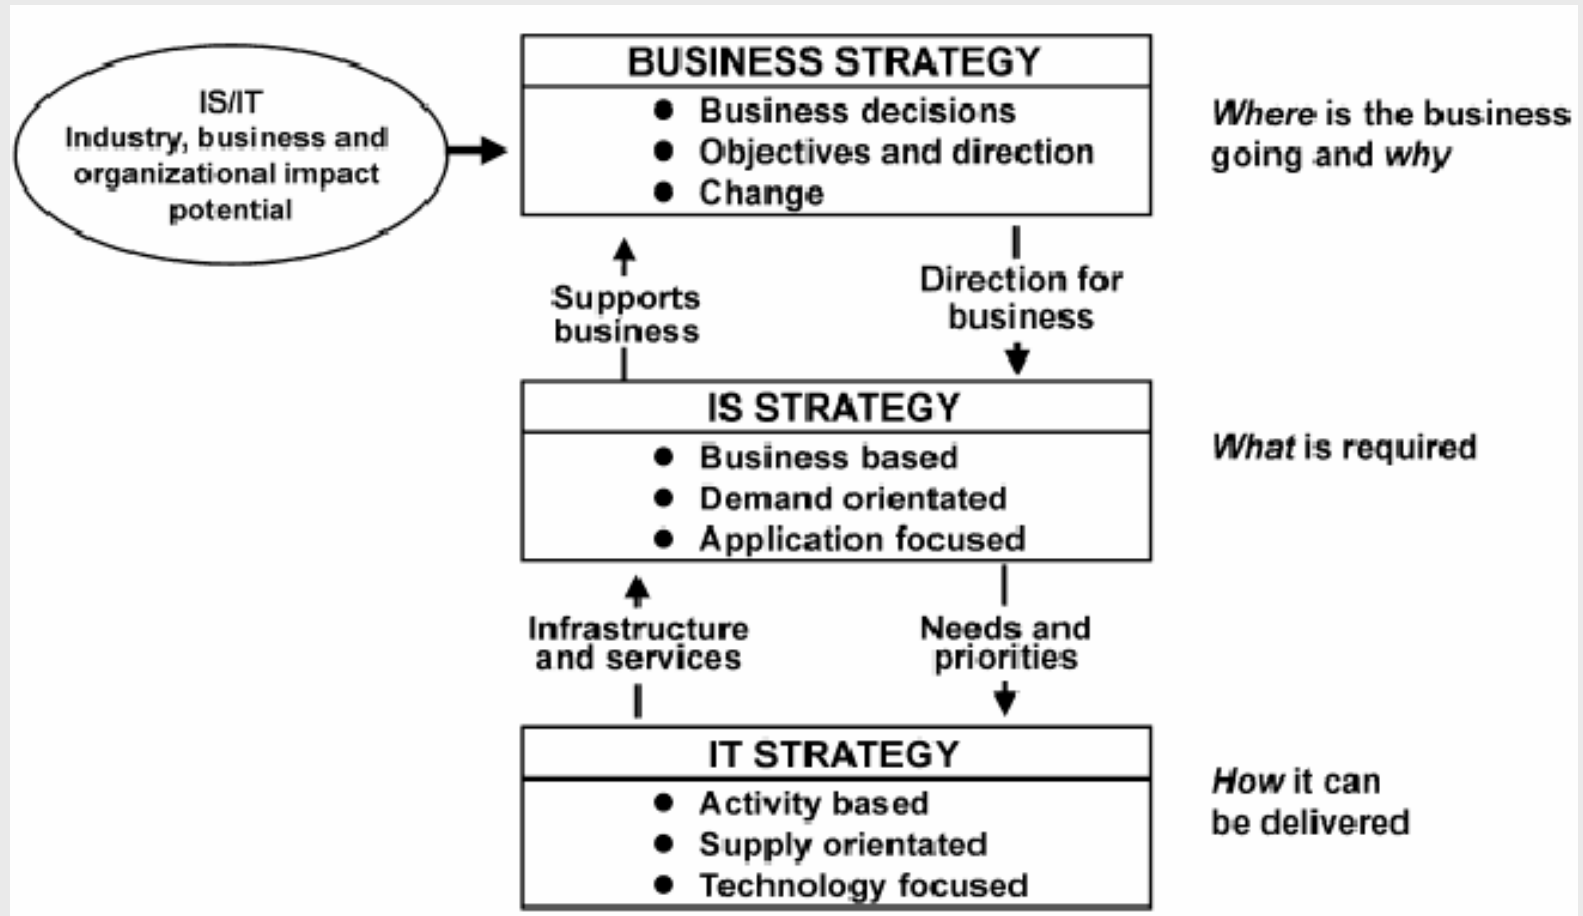 IS/IT
Industry, business and
organizational impact
potential
BUSINESS STRATEGY
● Business decisions
● Objectives and direction
● Change
Where is the business
going and why
Supports
business
Direction for
business
IS STRATEGY
● Business based
● Demand orientated
● Application focused
What is required
Infrastructure
and services
Needs and
priorities
IT STRATEGY
● Activity based
● Supply orientated
● Technology focused
How it can
be delivered